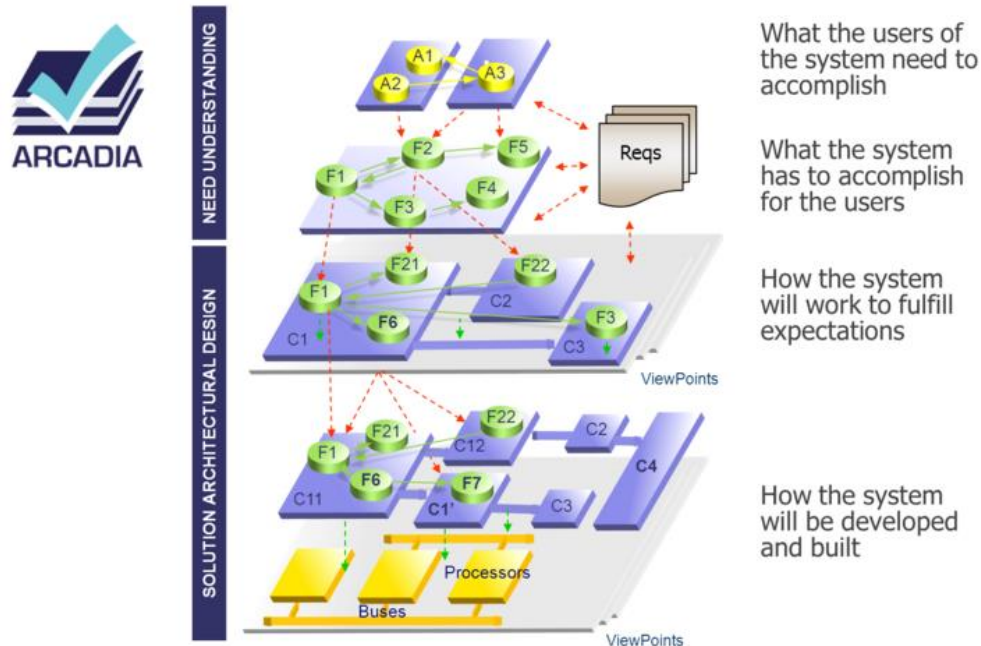 ARCADIA
NEED UNDERSTANDING
A1
A2
A3
What the users of
the system need to
accomplish
Reqs
F2
F5
F1
F4
F3
What the system
has to accomplish
for the users
SOLUTION ARCHITECTURAL DESIGN
F21
F22
F1
C2
F6
F3
C1
C3
How the system
will work to fulfill
expectations
ViewPoints
F22
F21
C2
F1
C12
C4
F6
F7
C11
C1'
C3
How the system
will be developed
and built
Processors
Buses
ViewPoints